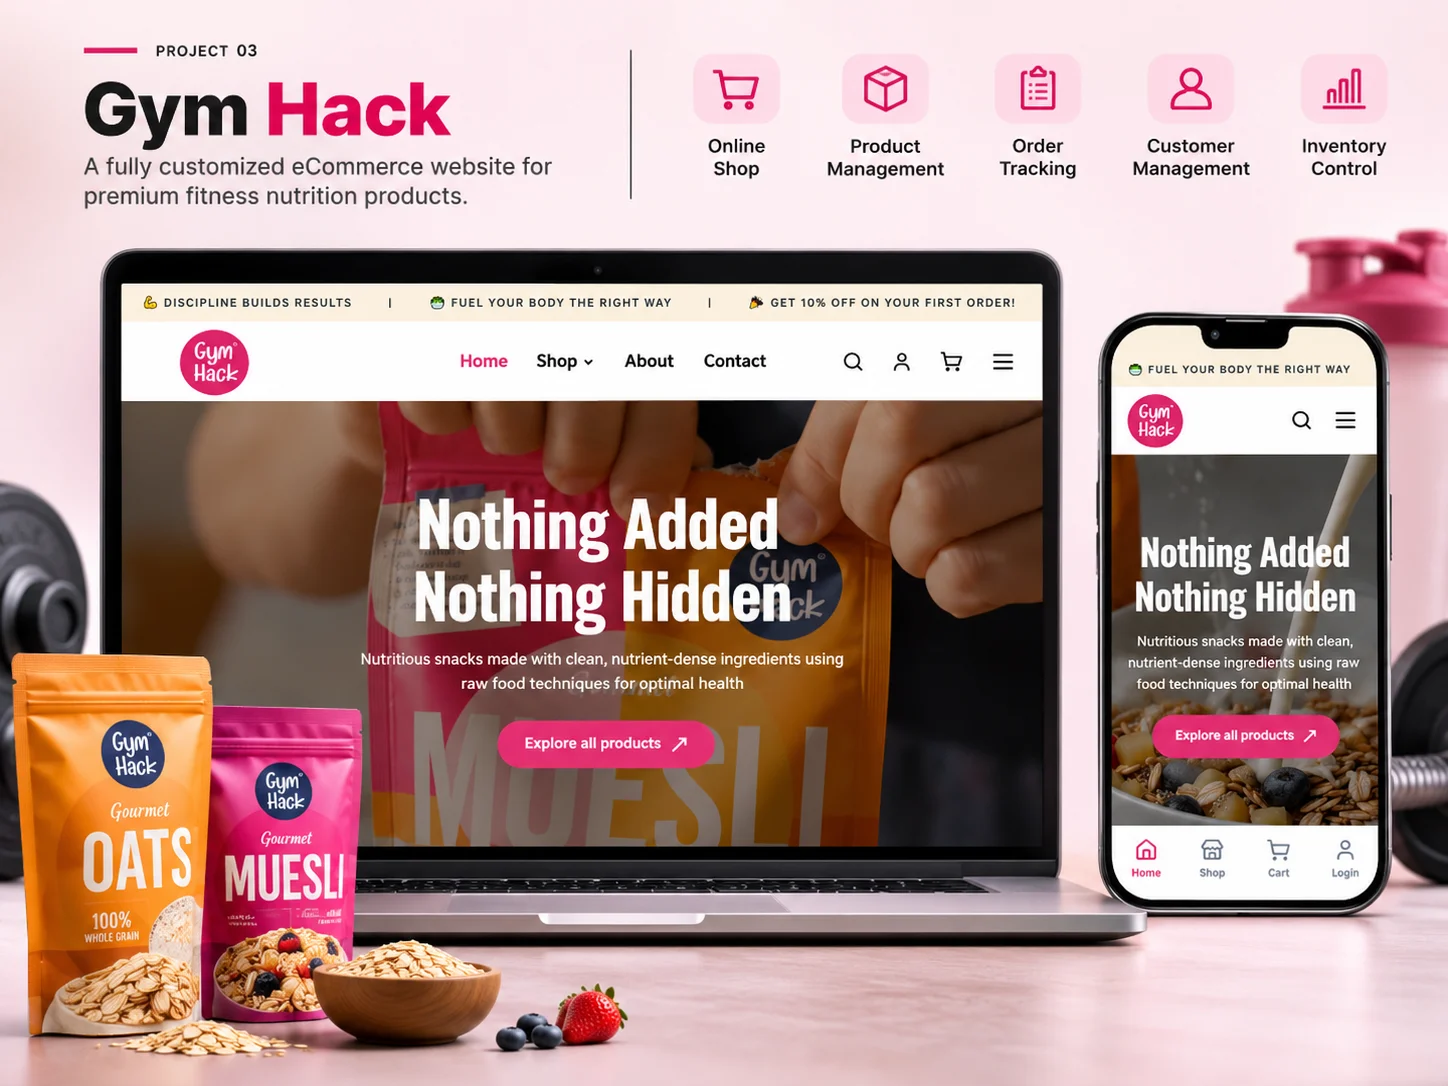 PROJECT 03
Gym Hack
A fully customized eCommerce website for
premium fitness nutrition products.
Online
Shop
Product
Management
Order
Tracking
Customer
Management
Inventory
Control
💪 DISCIPLINE BUILDS RESULTS | 🥗 FUEL YOUR BODY THE RIGHT WAY | 🎉 GET 10% OFF ON YOUR FIRST ORDER!
Gym
Hack
Home Shop About Contact
Gym
Hack
Nothing Added
Nothing Hidden
Nutritious snacks made with clean, nutrient-dense ingredients using
raw food techniques for optimal health
Explore all products
Gourmet
MUESLI
🥗 FUEL YOUR BODY THE RIGHT WAY
Gym
Hack
Nothing Added
Nothing Hidden
Nutritious snacks made with clean,
nutrient-dense ingredients using raw
food techniques for optimal health
Explore all products
Home Shop Cart Login
Gym
Hack
Gourmet
OATS
100%
WHOLE GRAIN
Gym
Hack
Gourmet
MUESLI